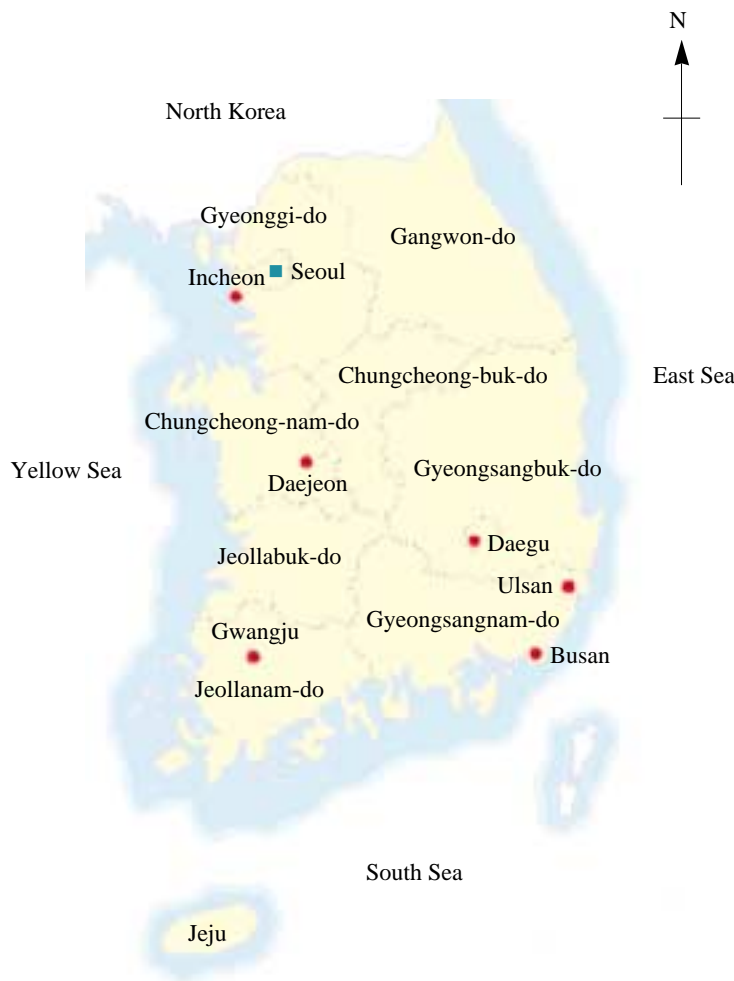 N
North Korea
Gyeonggi-do
Gangwon-do
Incheon
Seoul
Chungcheong-buk-do
East Sea
Chungcheong-nam-do
Yellow Sea
Gyeongsangbuk-do
Daejeon
Daegu
Jeollabuk-do
Ulsan
Gyeongsangnam-do
Gwangju
Busan
Jeollanam-do
South Sea
Jeju